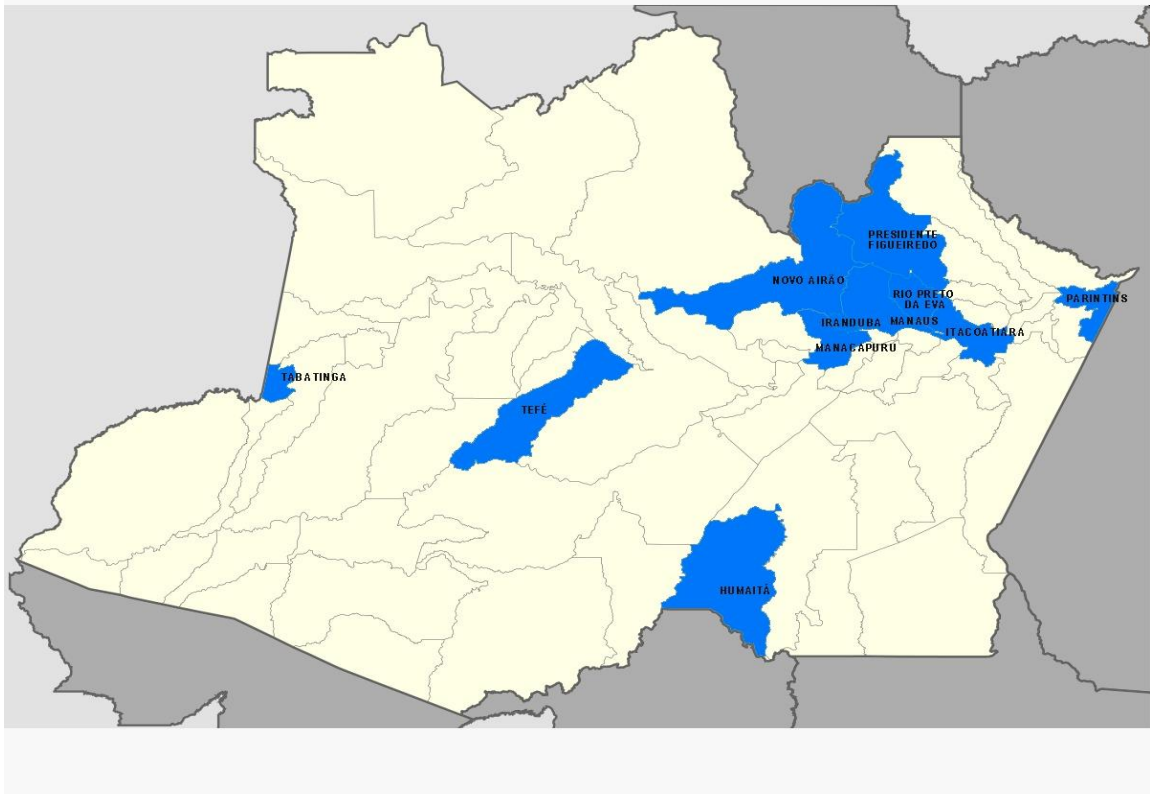 PRESIDENTE
FIGUEIREDO
NOVO AIRÃO
RIO PRETO
DA EVA
PARINTINS
IRANDUBA
MANAUS
ITACOATIARA
MANACAPURU
TABATINGA
TEFÉ
HUMAITÁ